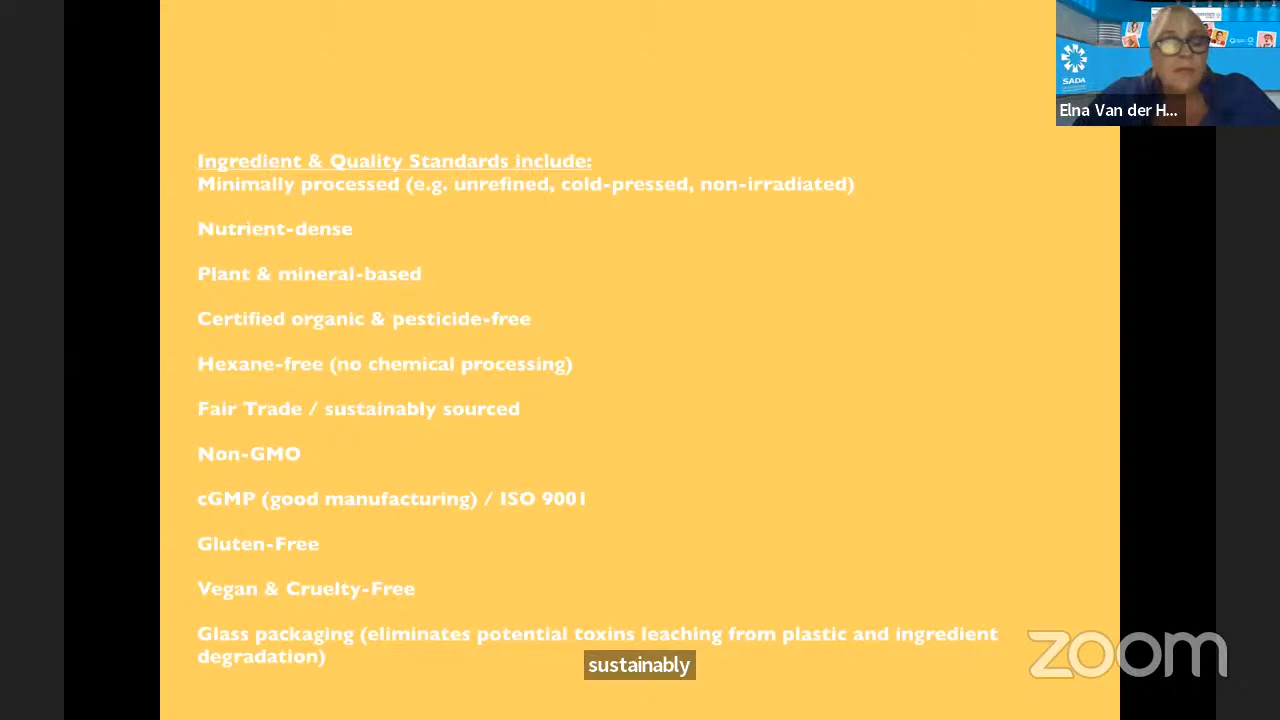 Ingredient & Quality Standards include:
Minimally processed (e.g. unrefined, cold-pressed, non-irradiated)
Nutrient-dense
Plant & mineral-based
Certified organic & pesticide-free
Hexane-free (no chemical processing)
Fair Trade / sustainably sourced
Non-GMO
cGMP (good manufacturing) / ISO 9001
Gluten-Free
Vegan & Cruelty-Free
Glass packaging (eliminates potential toxins leaching from plastic and ingredient
degradation)
sustainably
SADA
Elna Van der H...
zoom